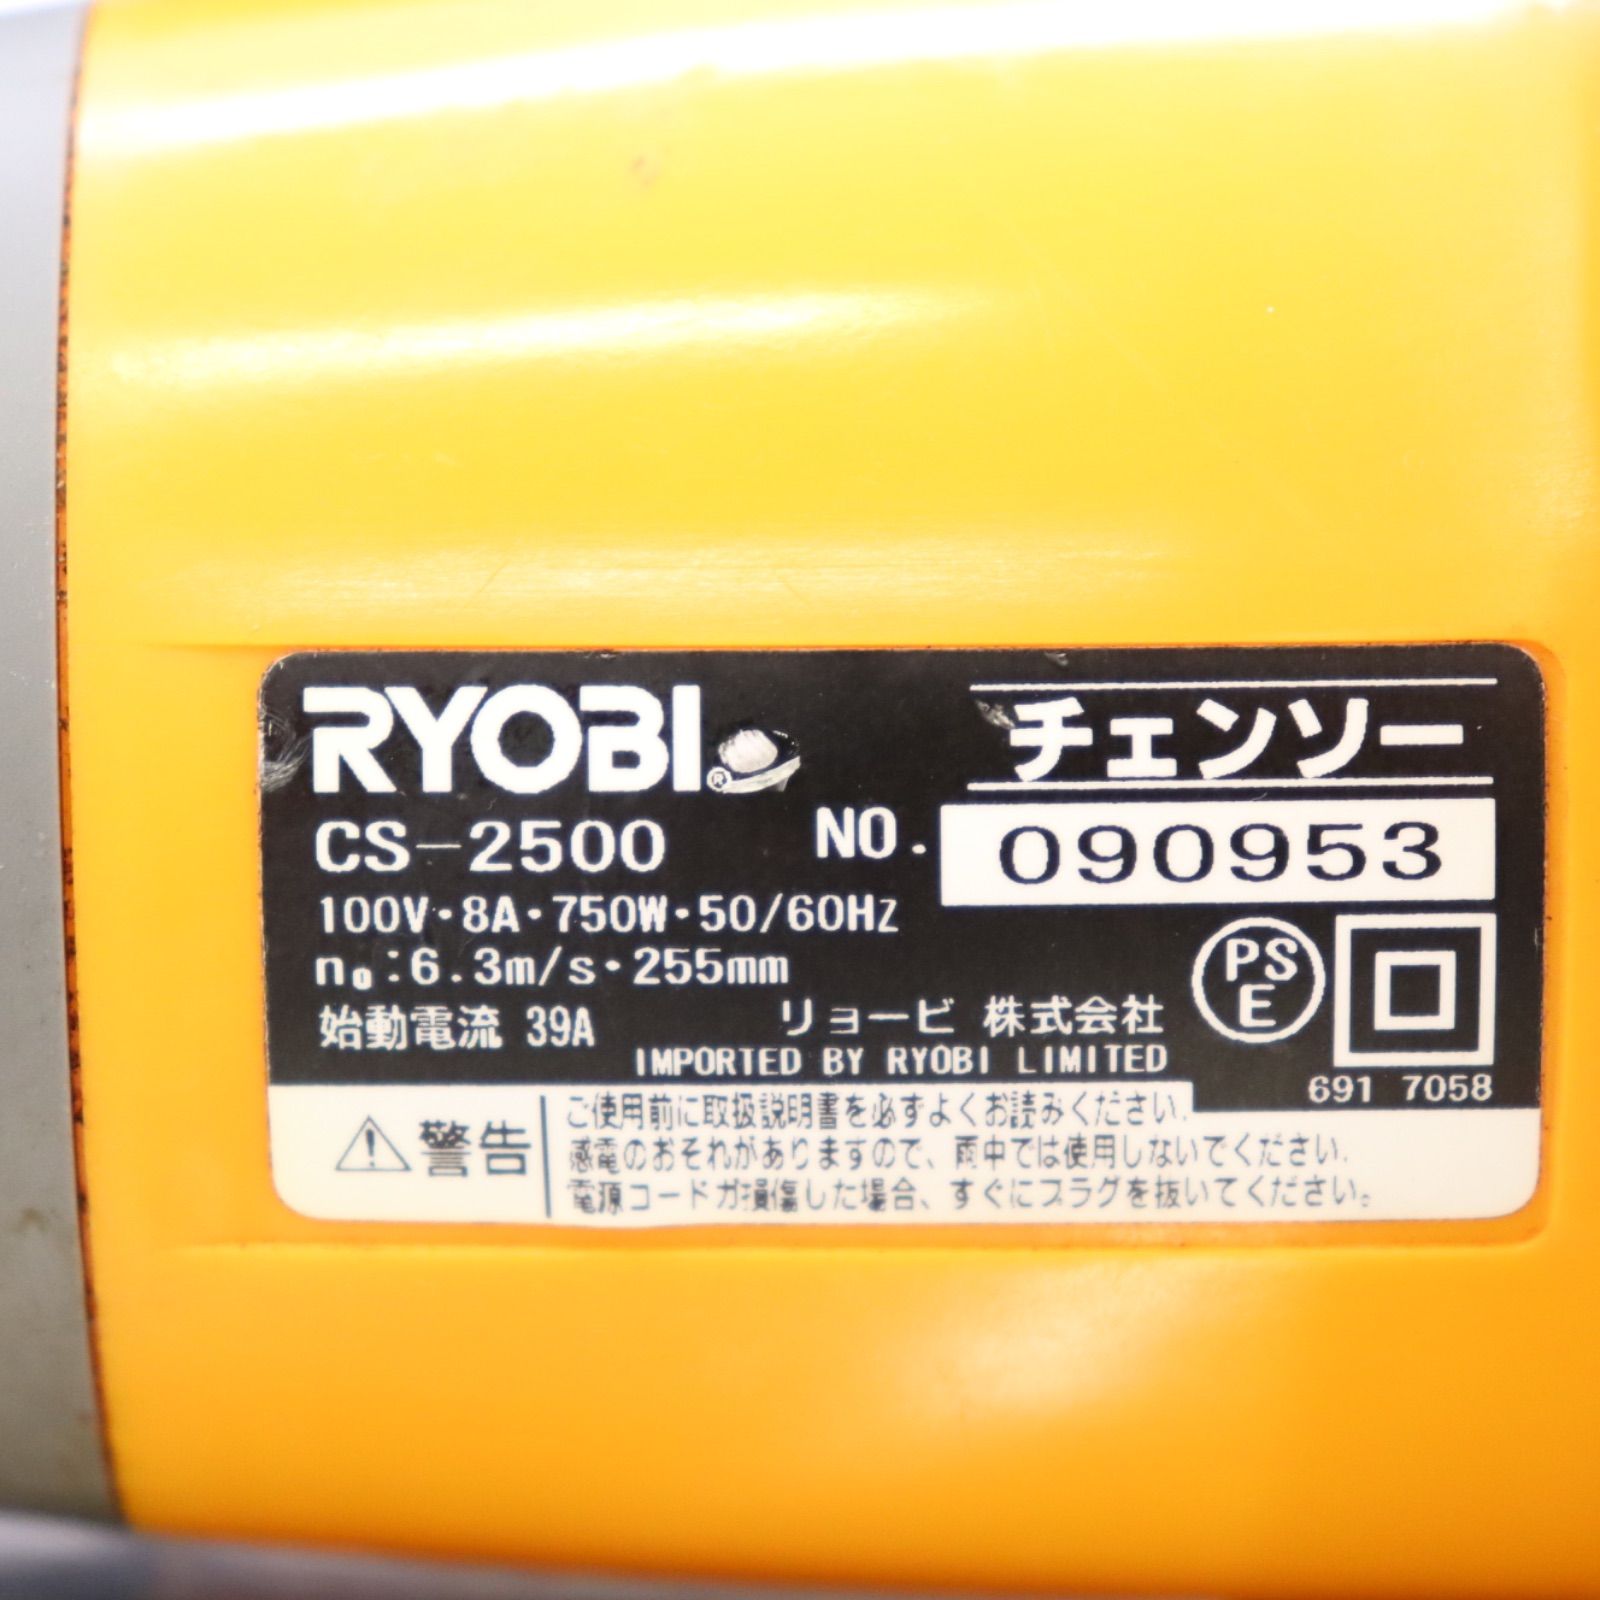 RYOBI®
チェンソー
CS-2500
NO. 090953
100V・8A・750W・50/60Hz
n₀:6.3m/s・255mm
始動電流 39A
リョービ 株式会社
IMPORTED BY RYOBI LIMITED
PS
E
691 7058
警告
ご使用前に取扱説明書を必ずよくお読みください.
感電のおそれがありますので、雨中では使用しないでください.
電源コードが損傷した場合、すぐにプラグを抜いてください。